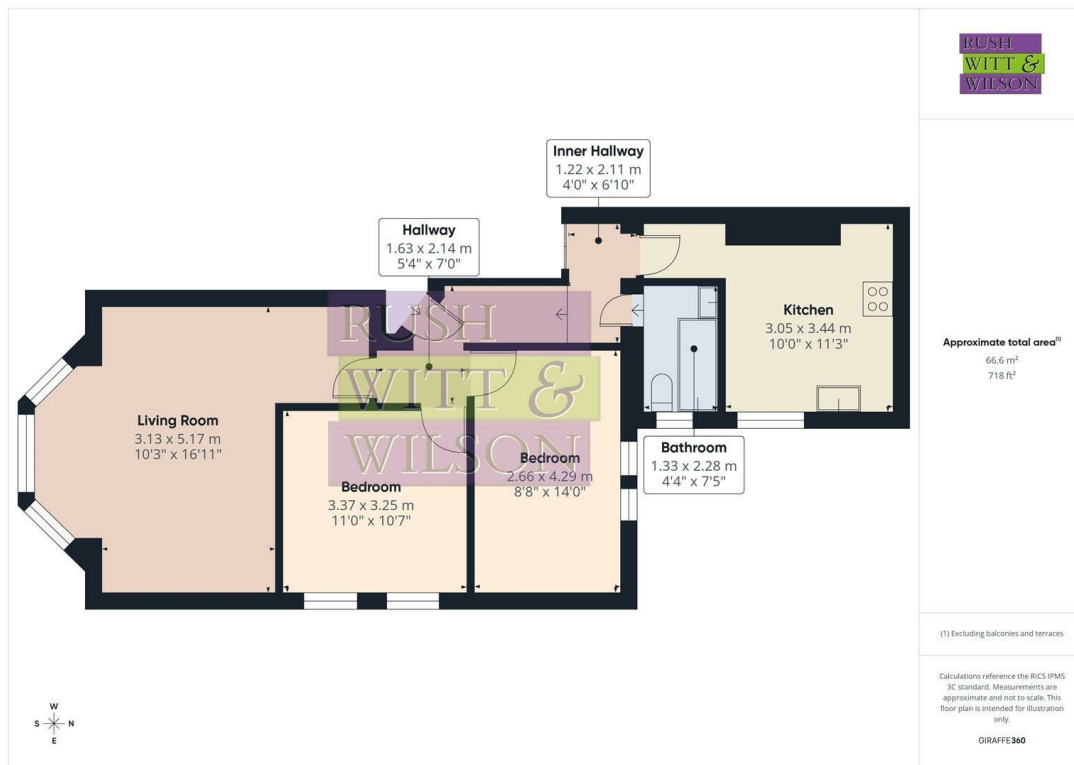 RUSH
WITT &
WILSON
Inner Hallway
1.22 x 2.11 m
4'0" x 6'10"
Hallway
1.63 x 2.14 m
5'4" x 7'0"
Kitchen
3.05 x 3.44 m
10'0" x 11'3"
Living Room
3.13 x 5.17 m
10'3" x 16'11"
RUSH
WITT &
WILSON
Bedroom
3.37 x 3.25 m
11'0" x 10'7"
Bedroom
2.66 x 4.29 m
8'8" x 14'0"
Bathroom
1.33 x 2.28 m
4'4" x 7'5"
W
S N
E
Approximate total area(1)
66.6 m²
718 ft²
(1) Excluding balconies and terraces
Calculations reference the RICS IPMS
3C standard. Measurements are
approximate and not to scale. This
floor plan is intended for illustration
only.
GIRAFFE360